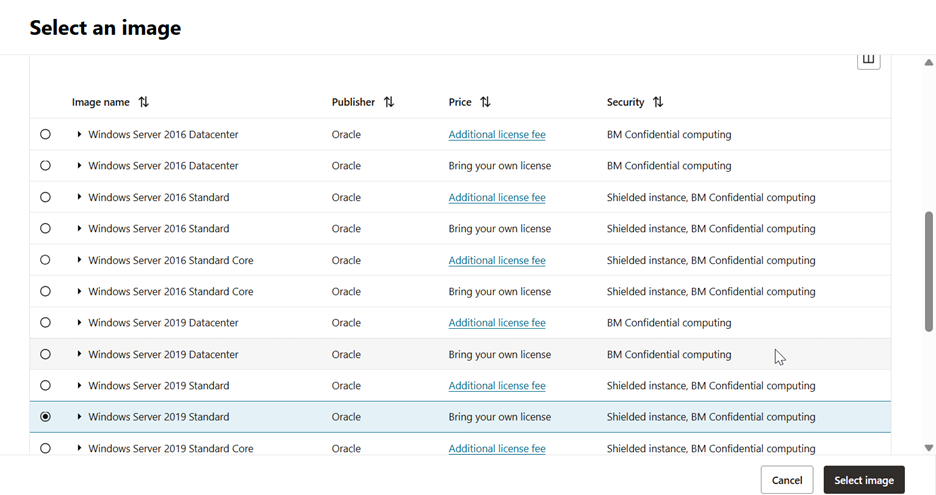 Select an image
Image name Publisher Price Security
Windows Server 2016 Datacenter Oracle Additional license fee BM Confidential computing
Windows Server 2016 Datacenter Oracle Bring your own license BM Confidential computing
Windows Server 2016 Standard Oracle Additional license fee Shielded instance, BM Confidential computing
Windows Server 2016 Standard Oracle Bring your own license Shielded instance, BM Confidential computing
Windows Server 2016 Standard Core Oracle Additional license fee Shielded instance, BM Confidential computing
Windows Server 2016 Standard Core Oracle Bring your own license Shielded instance, BM Confidential computing
Windows Server 2019 Datacenter Oracle Additional license fee BM Confidential computing
Windows Server 2019 Datacenter Oracle Bring your own license BM Confidential computing
Windows Server 2019 Standard Oracle Additional license fee Shielded instance, BM Confidential computing
Windows Server 2019 Standard Oracle Bring your own license Shielded instance, BM Confidential computing
Windows Server 2019 Standard Core Oracle Additional license fee Shielded instance, BM Confidential computing
Cancel Select image